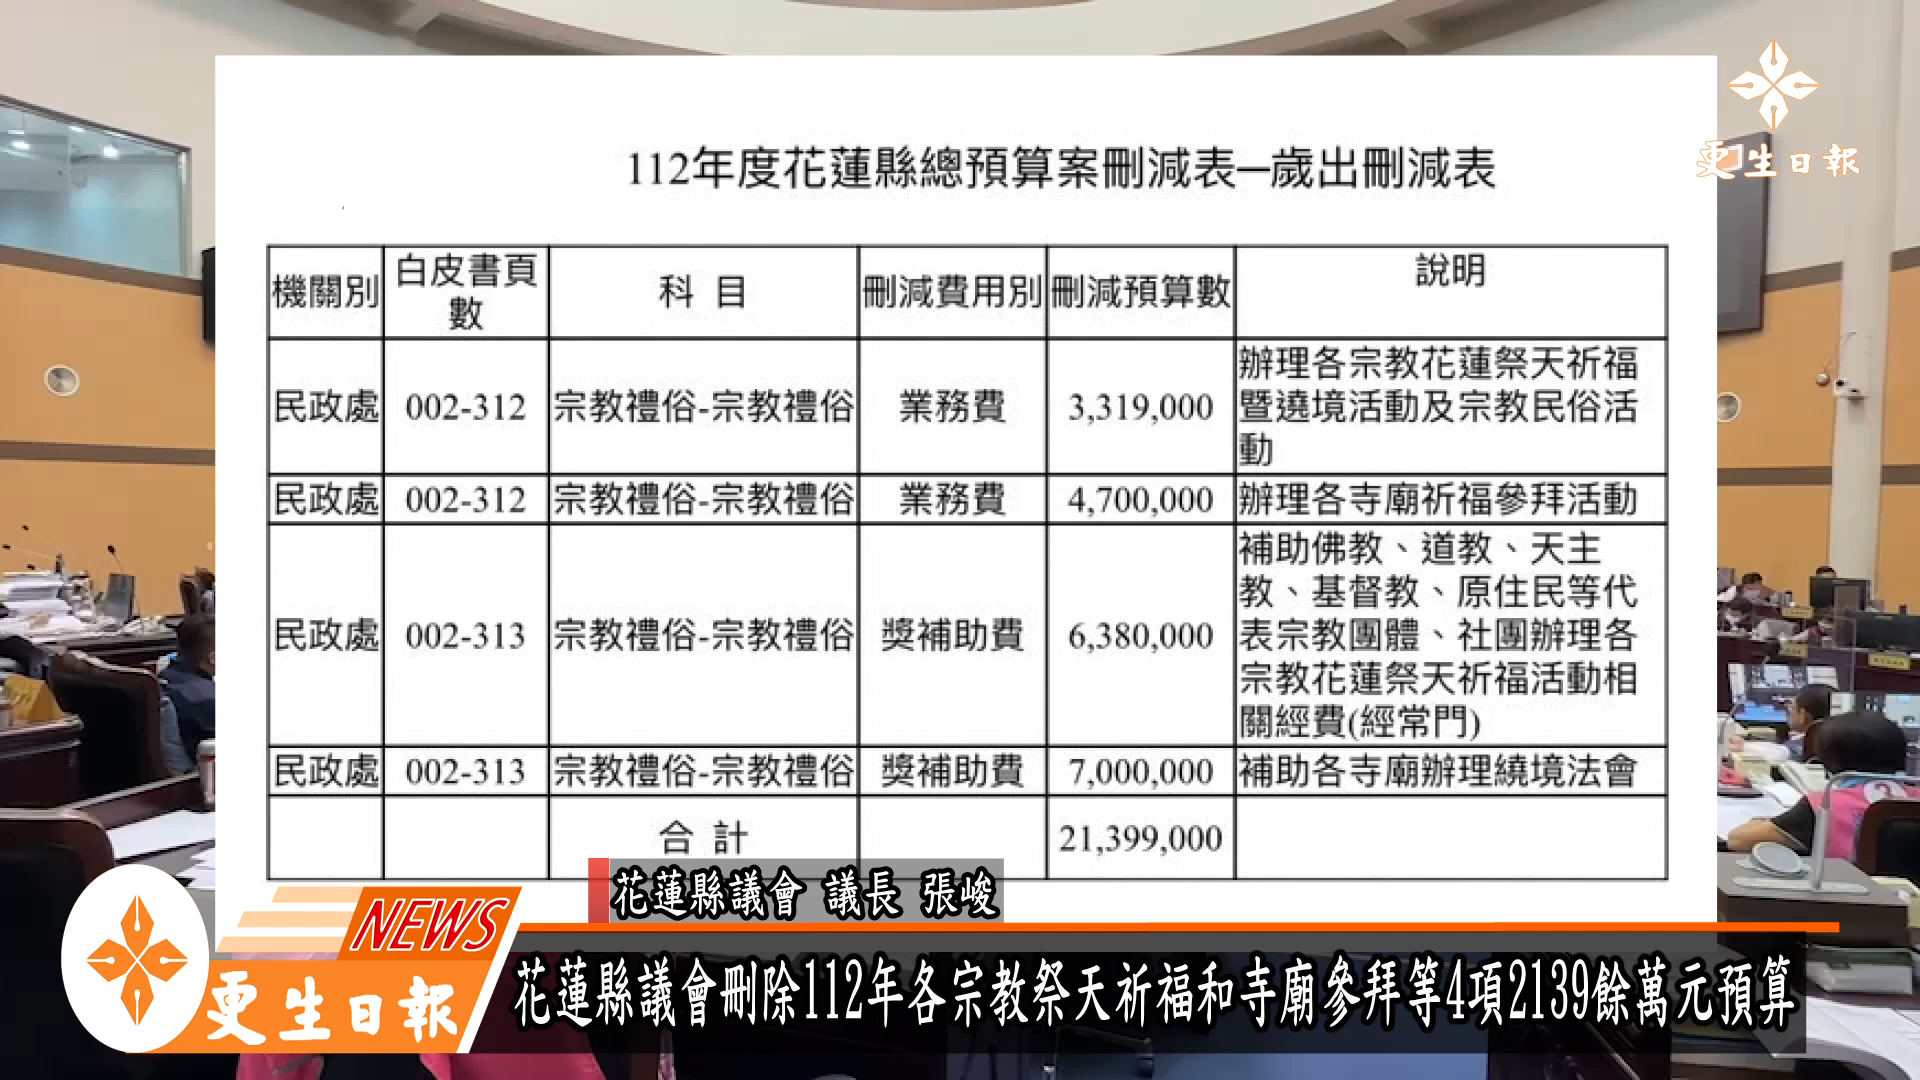 更生日報
112年度花蓮縣總預算案刪減表─歲出刪減表
機關別 白皮書頁數 科 目 刪減費用別 刪減預算數 說明
民政處 002-312 宗教禮俗-宗教禮俗 業務費 3,319,000 辦理各宗教花蓮祭天祈福
暨遶境活動及宗教民俗活
動
民政處 002-312 宗教禮俗-宗教禮俗 業務費 4,700,000 辦理各寺廟祈福參拜活動
民政處 002-313 宗教禮俗-宗教禮俗 獎補助費 6,380,000 補助佛教、道教、天主
教、基督教、原住民等代
表宗教團體、社團辦理各
宗教花蓮祭天祈福活動相
關經費(經常門)
民政處 002-313 宗教禮俗-宗教禮俗 獎補助費 7,000,000 補助各寺廟辦理繞境法會
合 計 21,399,000
花蓮縣議會 議長 張峻
NEWS
更生日報
花蓮縣議會刪除112年各宗教祭天祈福和寺廟參拜等4項2139餘萬元預算